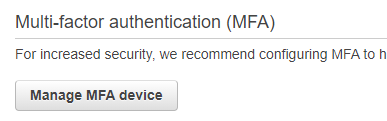 Multi-factor authentication (MFA)
For increased security, we recommend configuring MFA to h
Manage MFA device